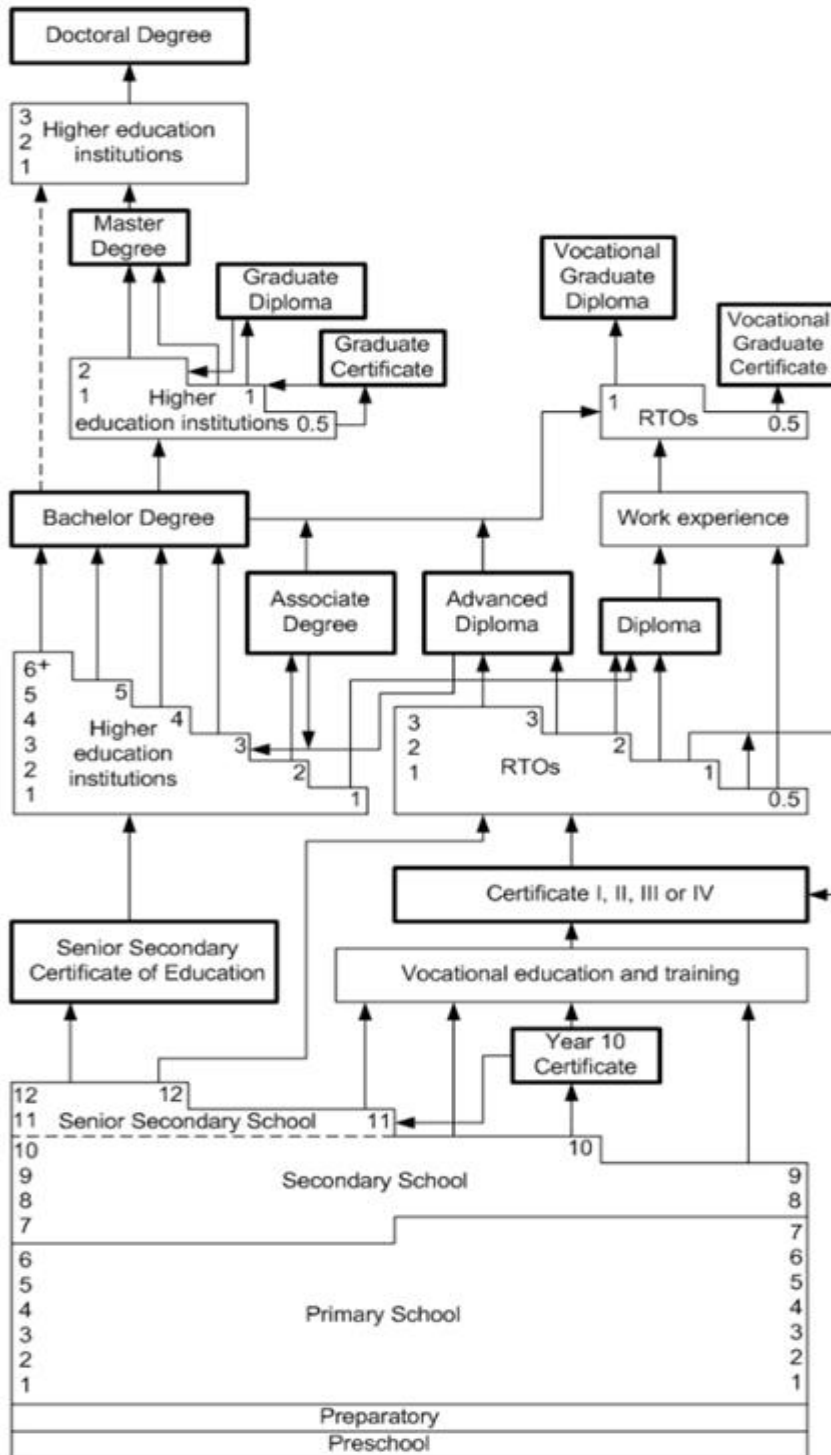 Doctoral Degree
3
2
1
Higher education
institutions
Master
Degree
Graduate
Diploma
Graduate
Certificate
Vocational
Graduate
Diploma
Vocational
Graduate
Certificate
2
1
Higher
education institutions
1
0.5
1
RTOs
0.5
Bachelor Degree
Work experience
Associate
Degree
Advanced
Diploma
Diploma
6+
5
4
3
2
1
Higher
education
institutions
5
4
3
2
1
3
2
1
RTOs
3
2
1
0.5
Certificate I, II, III or IV
Senior Secondary
Certificate of Education
Vocational education and training
Year 10
Certificate
12
11
12
Senior Secondary School
11
10
9
8
7
Secondary School
10
9
8
6
5
4
3
2
1
Primary School
7
6
5
4
3
2
1
Preparatory
Preschool